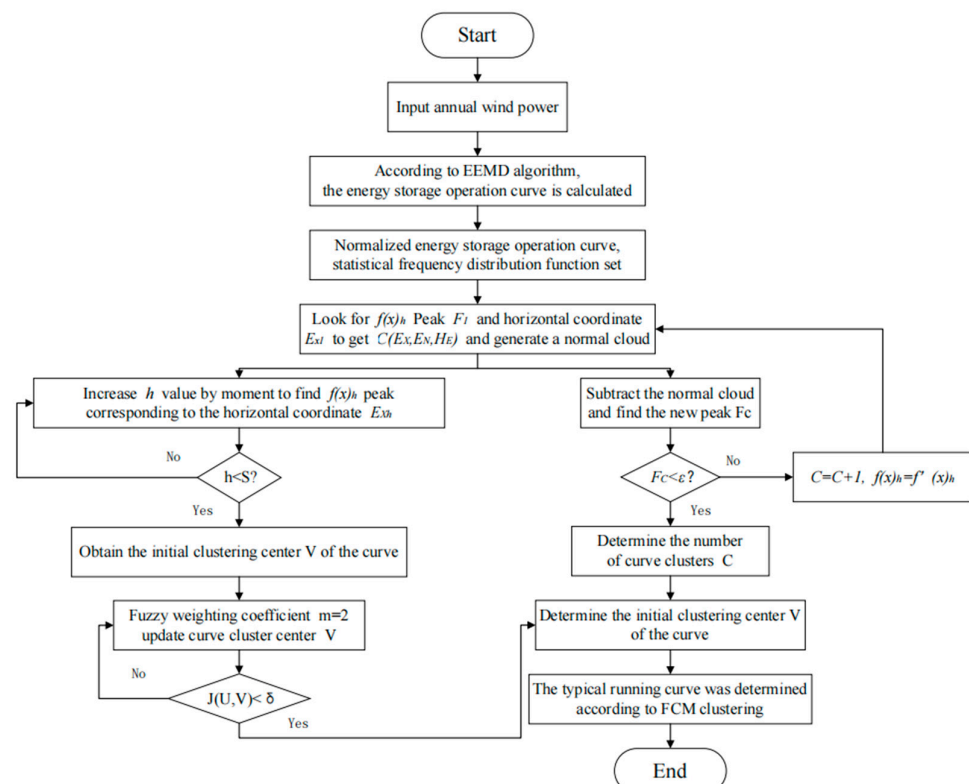 Start
Input annual wind power
According to EEMD algorithm,
the energy storage operation curve is calculated
Normalized energy storage operation curve,
statistical frequency distribution function set
Look for f(x)h Peak F1 and horizontal coordinate
Ex1 to get C(EX,EN,HE) and generate a normal cloud
Increase h value by moment to find f(x)h peak
corresponding to the horizontal coordinate EXh
No
h<S?
Yes
Obtain the initial clustering center V of the curve
Fuzzy weighting coefficient m=2
update curve cluster center V
No
J(U,V)< δ
Yes
Subtract the normal cloud
and find the new peak Fc
FC<ε?
No
C=C+1, f(x)h=f' (x)h
Yes
Determine the number
of curve clusters C
Determine the initial clustering center V
of the curve
The typical running curve was determined
according to FCM clustering
End